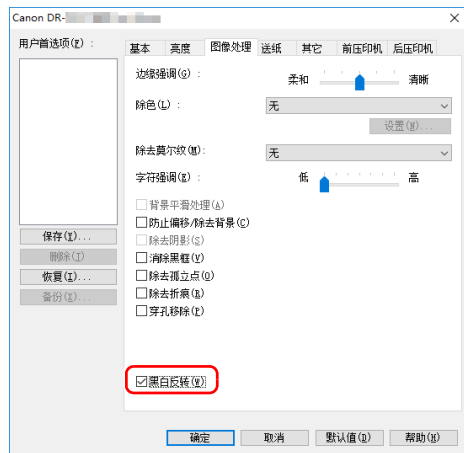 Canon DR-
用户首选项(P) :
基本 亮度 图像处理 送纸 其它 前压印机 后压印机
边缘强调(G) :
柔和 清晰
除色(L) :
无
设置(N)...
除去莫尔纹(M):
无
字符强调(E) :
低 高
背景平滑处理(A)
防止偏移/除去背景(C)
除去阴影(S)
消除黑框(V)
除去孤立点(O)
除去折痕(R)
穿孔移除(P)
保存(I)...
删除(T)
恢复(I)...
备份(X)...
黑白反转(W)
确定 取消 默认值(D) 帮助(H)